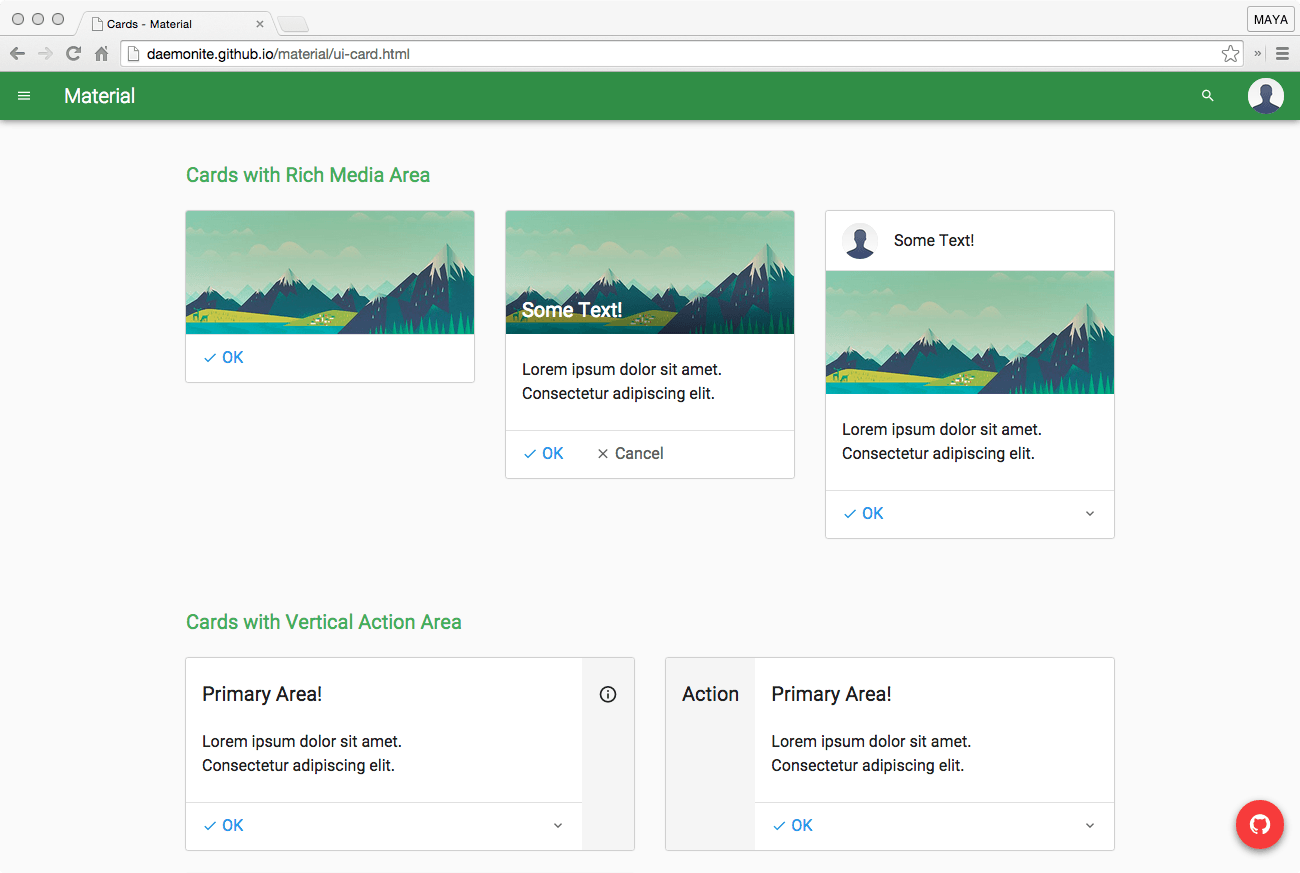 Cards - Material
MAYA
daemonite.github.io/material/ui-card.html
Material
Cards with Rich Media Area
OK
Some Text!
Lorem ipsum dolor sit amet.
Consectetur adipiscing elit.
OK Cancel
Some Text!
Lorem ipsum dolor sit amet.
Consectetur adipiscing elit.
OK
Cards with Vertical Action Area
Primary Area!
Lorem ipsum dolor sit amet.
Consectetur adipiscing elit.
OK
Action
Primary Area!
Lorem ipsum dolor sit amet.
Consectetur adipiscing elit.
OK